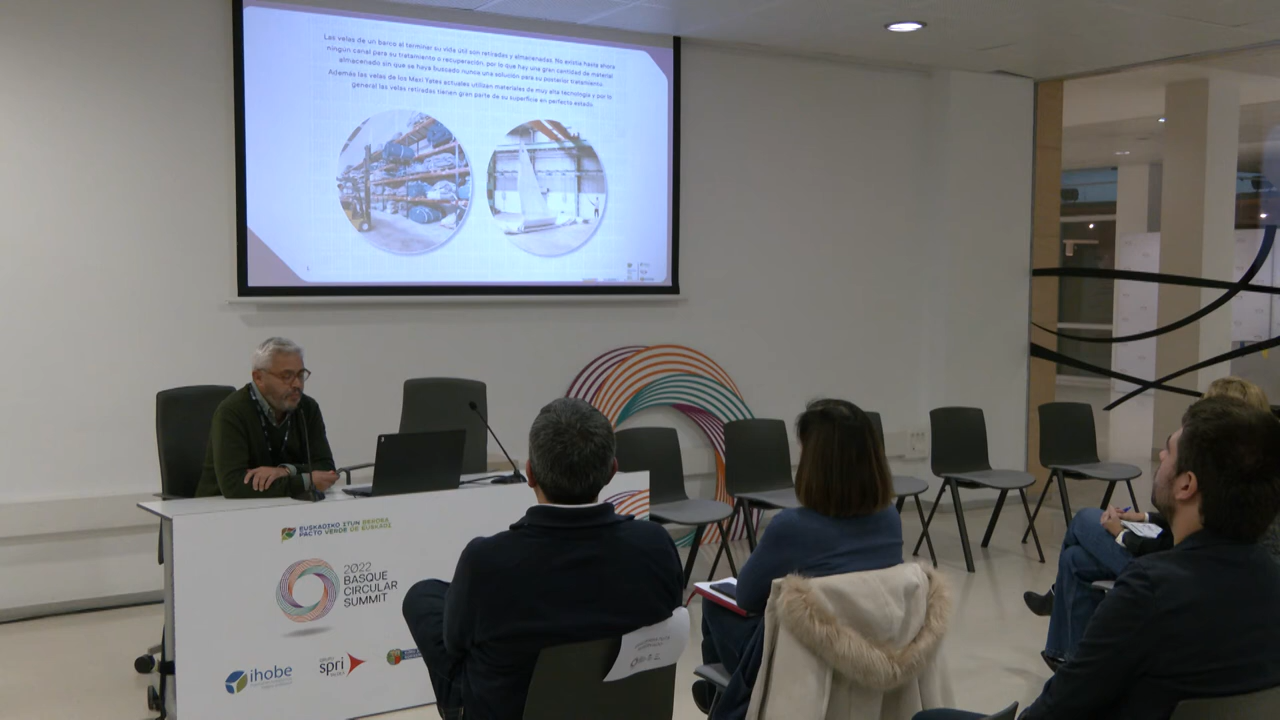 Las velas de un barco al terminar su vida útil son retiradas y almacenadas. No existía hasta ahora
ningún canal para su tratamiento o recuperación, por lo que hay una gran cantidad de material
almacenado sin que se haya buscado nunca una solución para su posterior tratamiento.
Además las velas de los Maxi Yates actuales utilizan materiales de muy alta tecnología y por lo
general las velas retiradas tienen gran parte de su superficie en perfecto estado.
EUSKADIKO ITUN BERDEA
PACTO VERDE DE EUSKADI
2022
BASQUE
CIRCULAR
SUMMIT
ihobe
spri